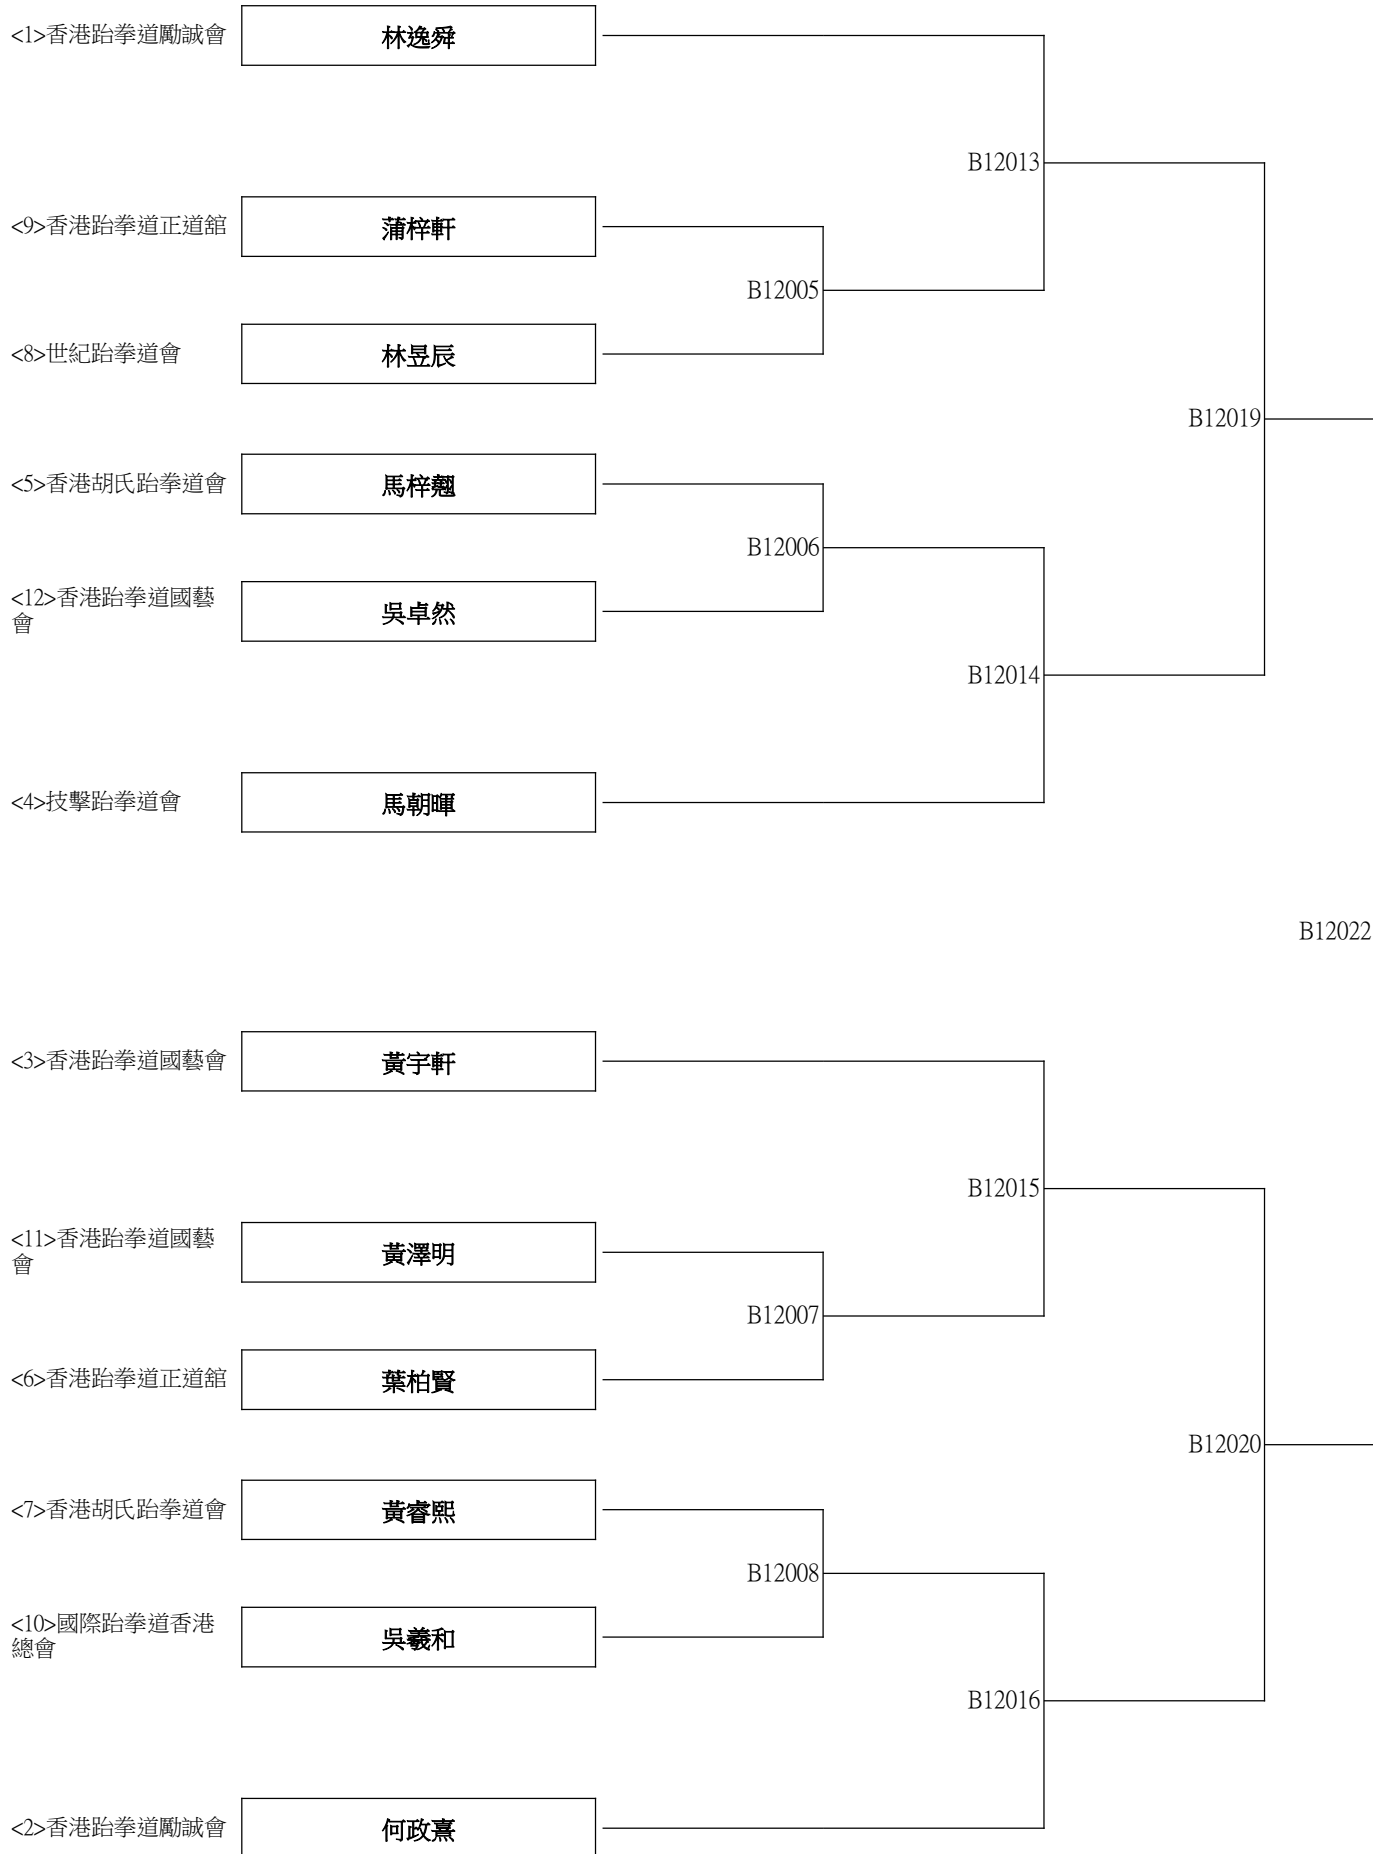 <1>香港跆拳道勵誠會
林逸舜
B12013
<9>香港跆拳道正道舘
蒲梓軒
B12005
<8>世紀跆拳道會
林昱辰
B12019
<5>香港胡氏跆拳道會
馬梓翹
B12006
<12>香港跆拳道國藝
會
吳卓然
B12014
<4>技擊跆拳道會
馬朝暉
B12022
<3>香港跆拳道國藝會
黃宇軒
B12015
<11>香港跆拳道國藝
會
黃澤明
B12007
<6>香港跆拳道正道舘
葉柏賢
B12020
<7>香港胡氏跆拳道會
黃睿熙
B12008
<10>國際跆拳道香港
總會
吳羲和
B12016
<2>香港跆拳道勵誠會
何政熹